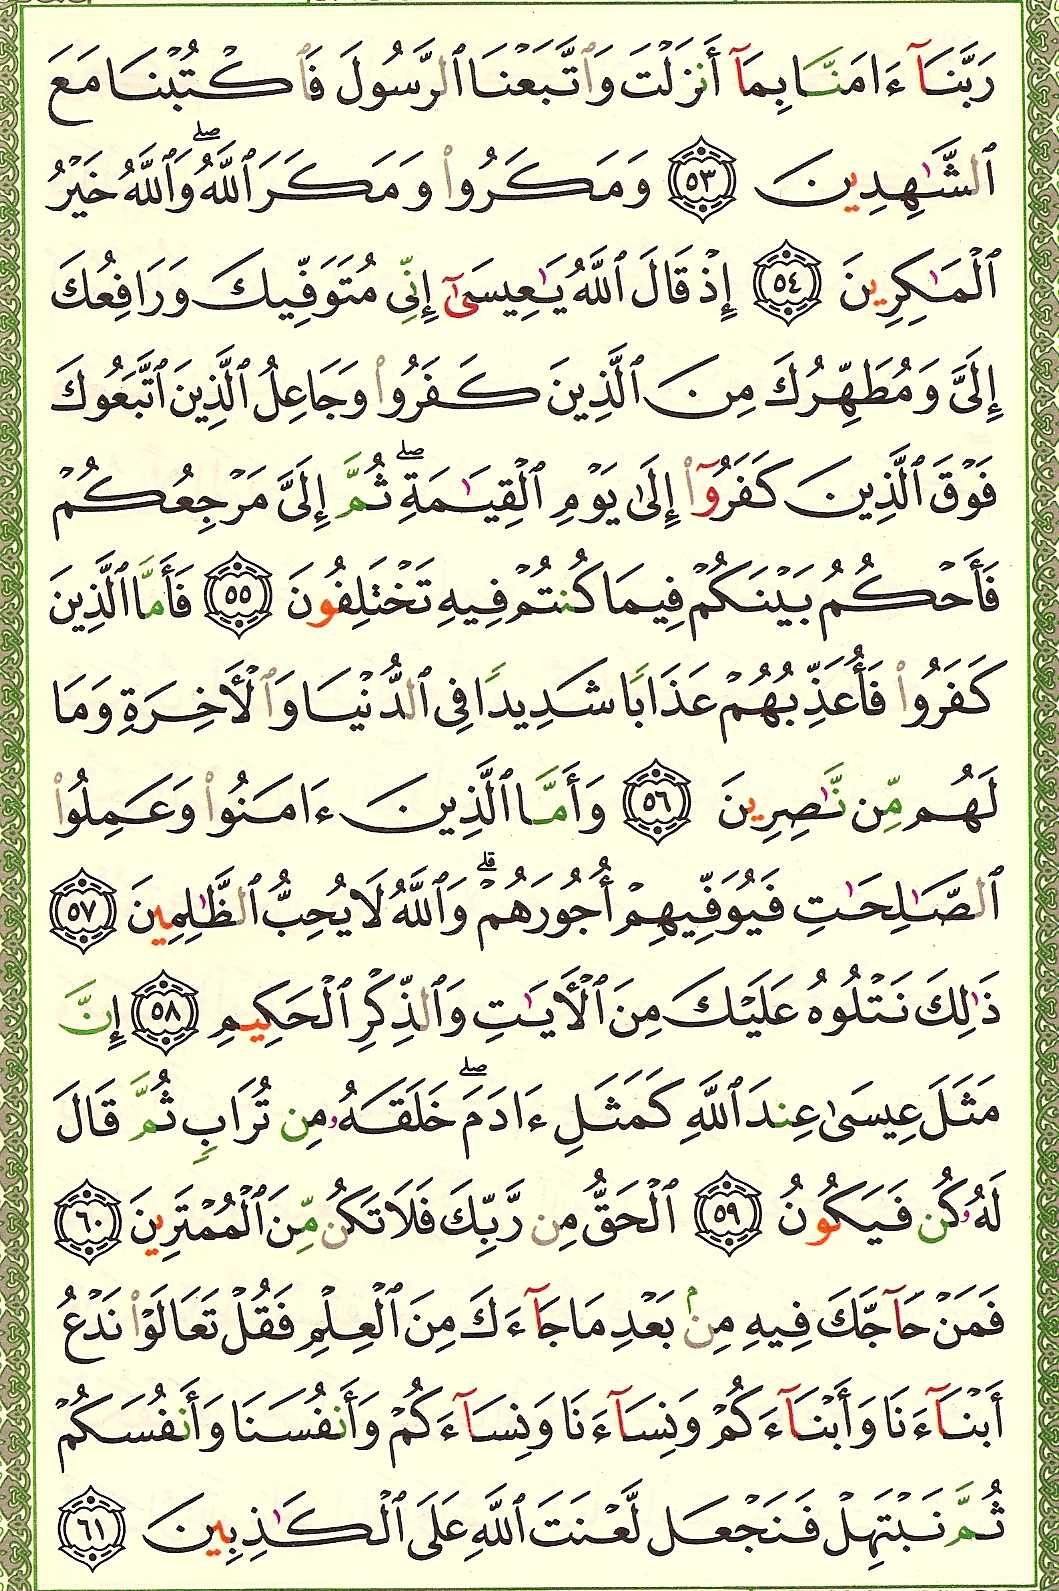 رَبَّنَآ ءَامَنَّا بِمَآ أَنزَلْتَ وَٱتَّبَعْنَا ٱلرَّسُولَ فَٱكْتُبْنَا مَعَ
ٱلشَّٰهِدِينَ ٥٣ وَمَكَرُوا۟ وَمَكَرَ ٱللَّهُ ۖ وَٱللَّهُ خَيْرُ
ٱلْمَٰكِرِينَ ٥٤ إِذْ قَالَ ٱللَّهُ يَٰعِيسَىٰٓ إِنِّى مُتَوَفِّيكَ وَرَافِعُكَ
إِلَىَّ وَمُطَهِّرُكَ مِنَ ٱلَّذِينَ كَفَرُوا۟ وَجَاعِلُ ٱلَّذِينَ ٱتَّبَعُوكَ
فَوْقَ ٱلَّذِينَ كَفَرُوٓا۟ إِلَىٰ يَوْمِ ٱلْقِيَٰمَةِ ۖ ثُمَّ إِلَىَّ مَرْجِعُكُمْ
فَأَحْكُمُ بَيْنَكُمْ فِيمَا كُنتُمْ فِيهِ تَخْتَلِفُونَ ٥٥ فَأَمَّا ٱلَّذِينَ
كَفَرُوا۟ فَأُعَذِّبُهُمْ عَذَابًا شَدِيدًا فِى ٱلدُّنْيَا وَٱلْأَخِرَةِ وَمَا
لَهُم مِّن نَّٰصِرِينَ ٥٦ وَأَمَّا ٱلَّذِينَ ءَامَنُوا۟ وَعَمِلُوا۟
ٱلصَّٰلِحَٰتِ فَيُوَفِّيهِمْ أُجُورَهُمْ ۗ وَٱللَّهُ لَا يُحِبُّ ٱلظَّٰلِمِينَ ٥٧
ذَٰلِكَ نَتْلُوهُ عَلَيْكَ مِنَ ٱلْأَيَٰتِ وَٱلذِّكْرِ ٱلْحَكِيمِ ٥٨ إِنَّ
مَثَلَ عِيسَىٰ عِندَ ٱللَّهِ كَمَثَلِ ءَادَمَ ۖ خَلَقَهُۥ مِن تُرَابٍ ثُمَّ قَالَ
لَهُۥ كُن فَيَكُونُ ٥٩ ٱلْحَقُّ مِن رَّبِّكَ فَلَا تَكُن مِّنَ ٱلْمُمْتَرِينَ ٦٠
فَمَنْ حَآجَّكَ فِيهِ مِنۢ بَعْدِ مَا جَآءَكَ مِنَ ٱلْعِلْمِ فَقُلْ تَعَالَوْا۟ نَدْعُ
أَبْنَآءَنَا وَأَبْنَآءَكُمْ وَنِسَآءَنَا وَنِسَآءَكُمْ وَأَنفُسَنَا وَأَنفُسَكُمْ
ثُمَّ نَبْتَهِلْ فَنَجْعَل لَّعْنَتَ ٱللَّهِ عَلَى ٱلْكَٰذِبِينَ ٦١